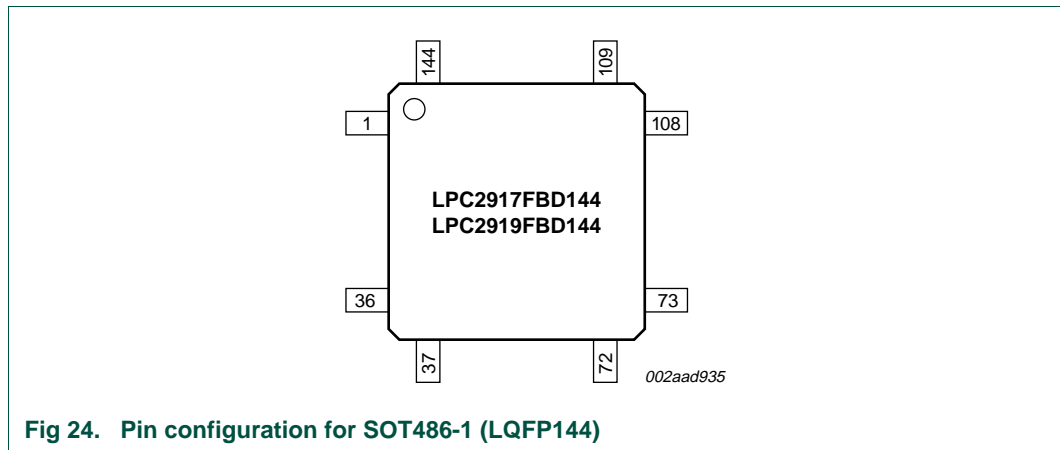 144
109
1
108
LPC2917FBD144
LPC2919FBD144
36
73
37
72
002aad935
Fig 24. Pin configuration for SOT486-1 (LQFP144)